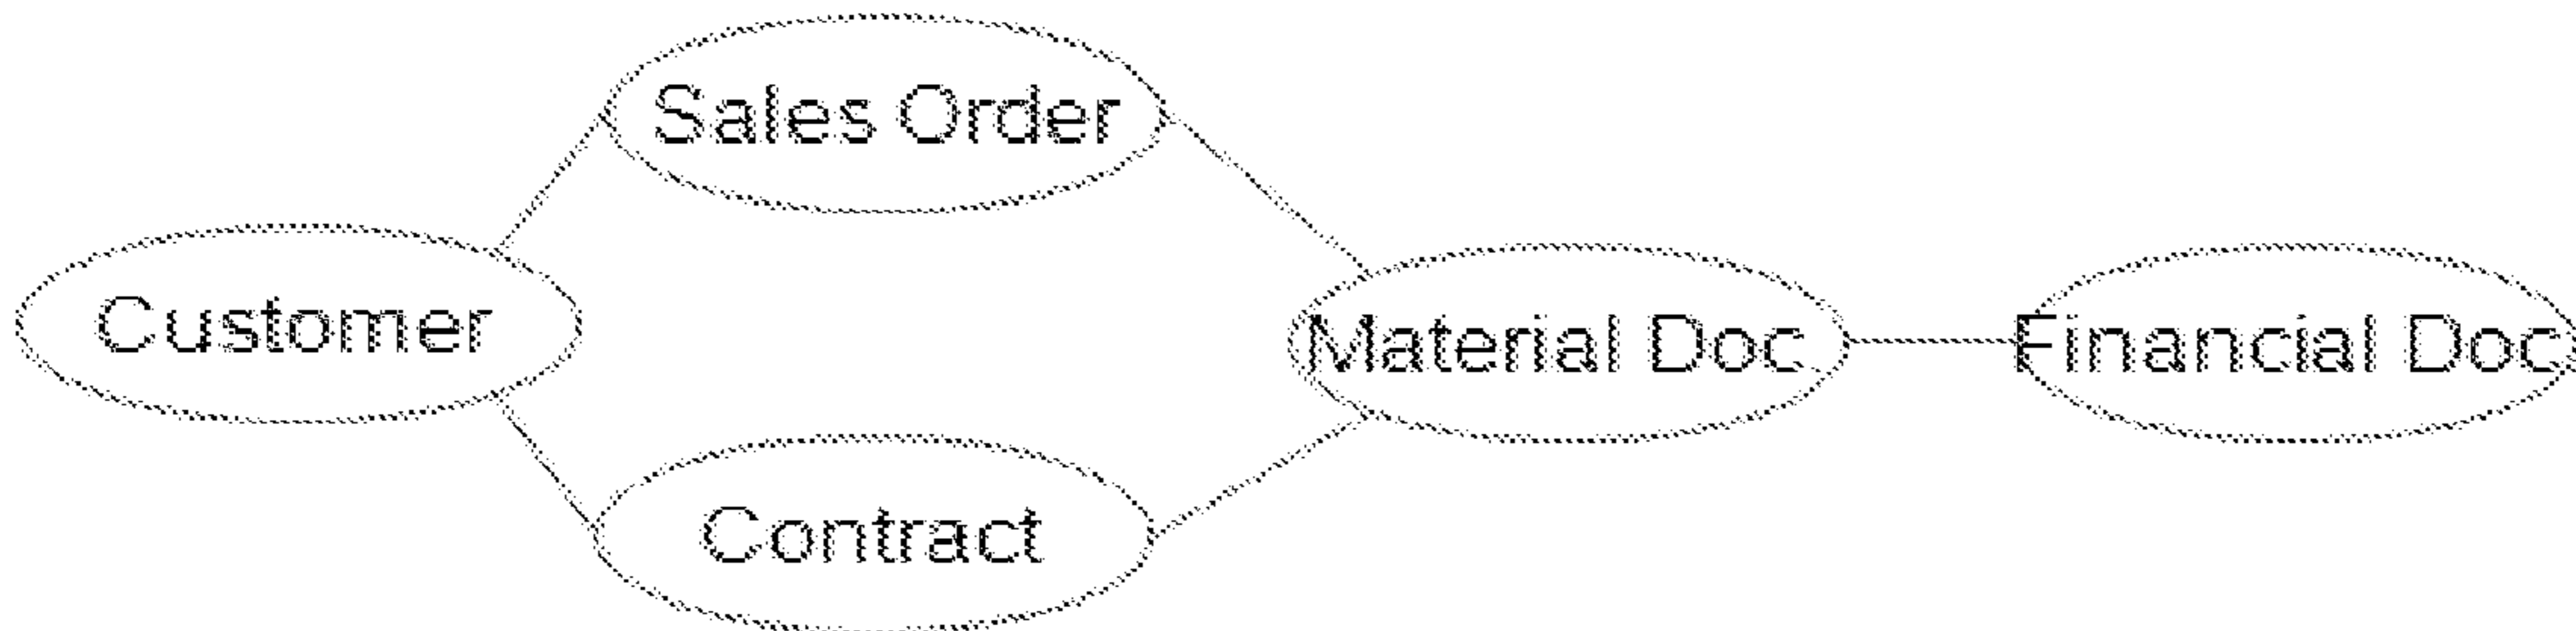 Sales Order
Customer
Material Doc
Financial Doc
Contract